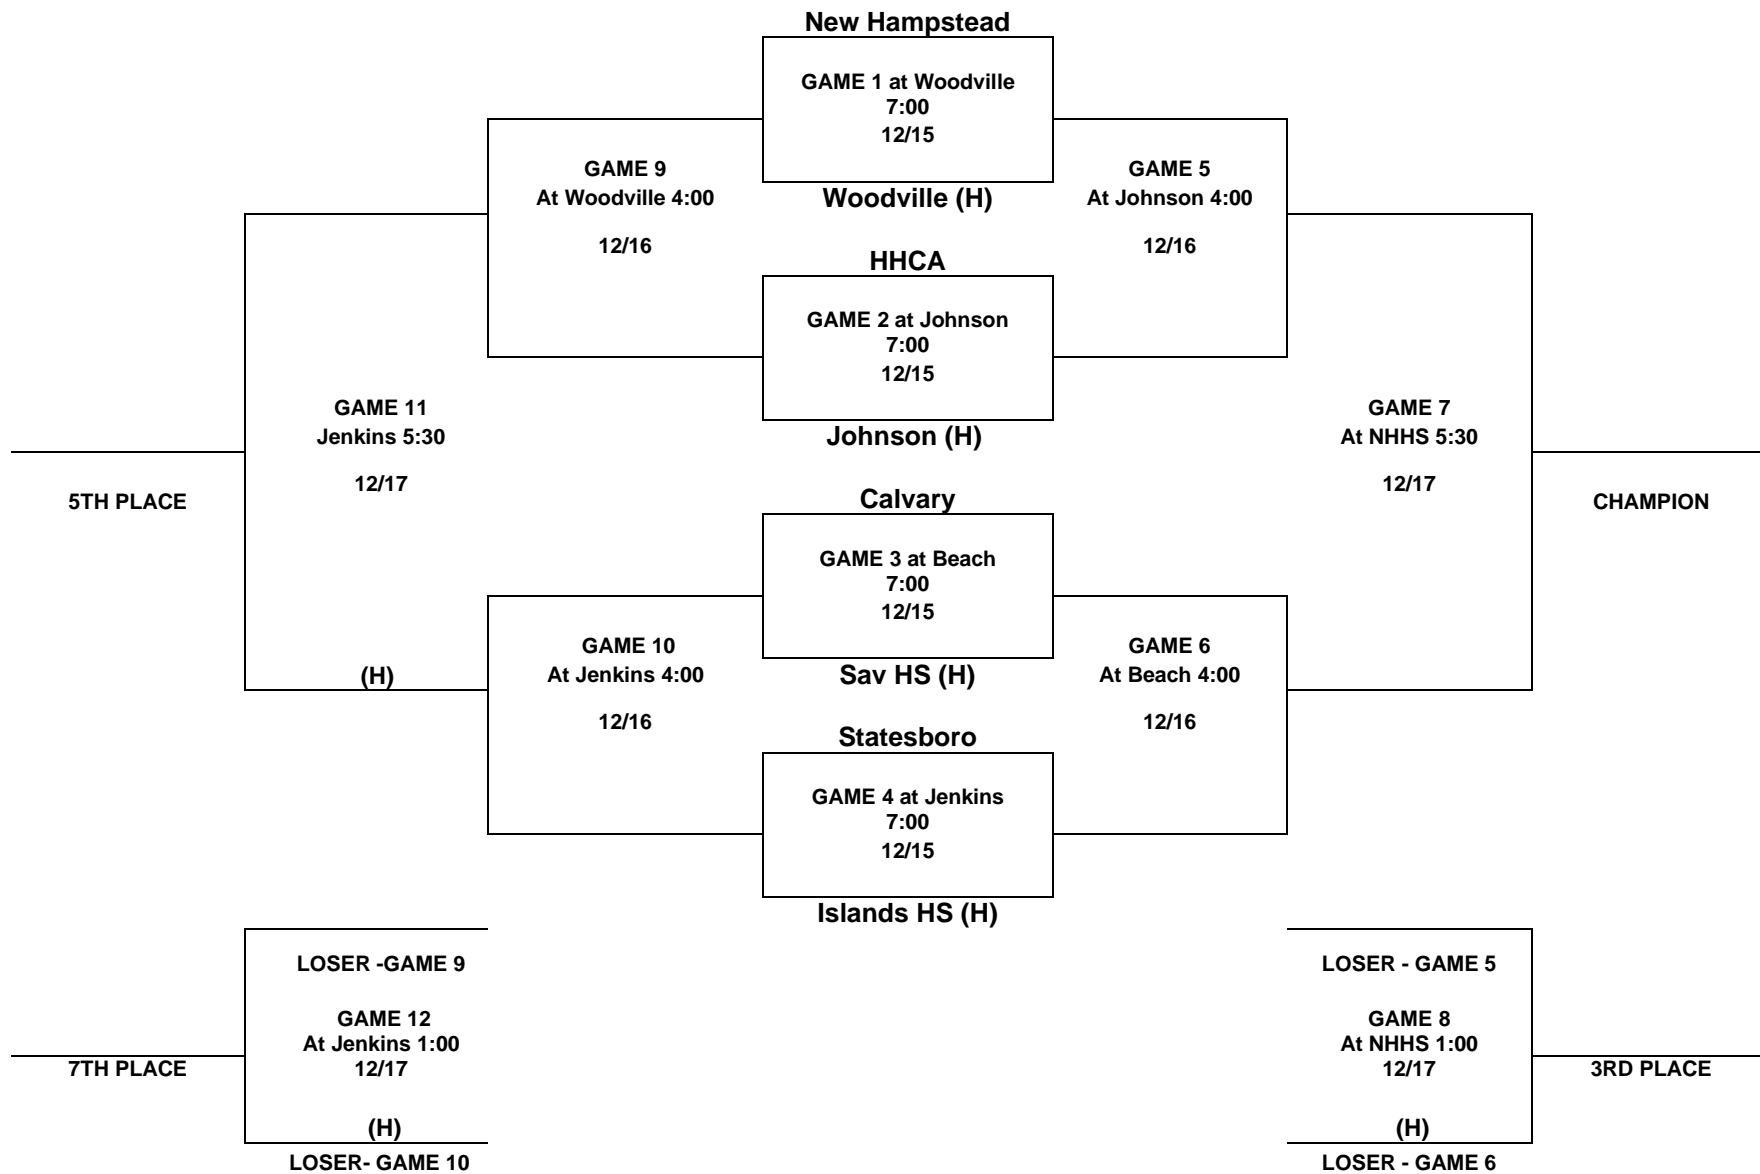 New Hampstead
GAME 1 at Woodville
7:00
12/15
Woodville (H)
GAME 9
At Woodville 4:00
12/16
GAME 5
At Johnson 4:00
12/16
HHCA
GAME 2 at Johnson
7:00
12/15
Johnson (H)
GAME 11
Jenkins 5:30
12/17
5TH PLACE
GAME 7
At NHHS 5:30
12/17
CHAMPION
Calvary
GAME 3 at Beach
7:00
12/15
Sav HS (H)
(H)
GAME 10
At Jenkins 4:00
12/16
GAME 6
At Beach 4:00
12/16
Statesboro
GAME 4 at Jenkins
7:00
12/15
Islands HS (H)
LOSER -GAME 9
GAME 12
At Jenkins 1:00
12/17
7TH PLACE
(H)
LOSER- GAME 10
LOSER - GAME 5
GAME 8
At NHHS 1:00
12/17
3RD PLACE
(H)
LOSER - GAME 6